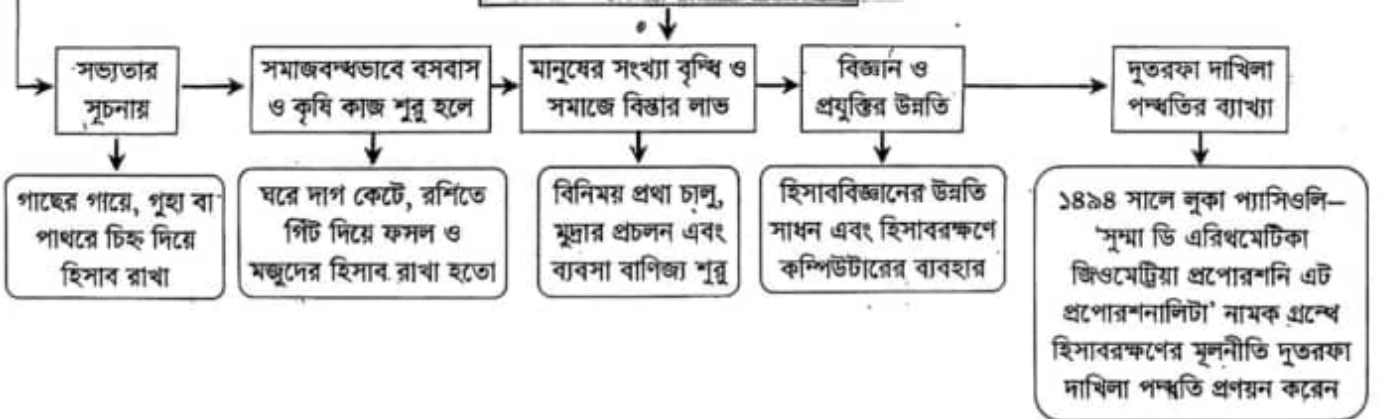 সভ্যতার
সূচনায়
সমাজবদ্ধভাবে বসবাস
ও কৃষি কাজ শুরু হলে
মানুষের সংখ্যা বৃদ্ধি ও
সমাজে বিস্তার লাভ
বিজ্ঞান ও
প্রযুক্তির উন্নতি
দুতরফা দাখিলা
পদ্ধতির ব্যাখ্যা
গাছের গায়ে, গুহা বা
পাথরে চিহ্ন দিয়ে
হিসাব রাখা
ঘরে দাগ কেটে, রশিতে
গিঁট দিয়ে ফসল ও
মজুদের হিসাব রাখা হতো
বিনিময় প্রথা চালু,
মুদ্রার প্রচলন এবং
ব্যবসা বাণিজ্য শুরু
হিসাববিজ্ঞানের উন্নতি
সাধন এবং হিসাবরক্ষণে
কম্পিউটারের ব্যবহার
১৪৯৪ সালে লুকা প্যাসিওলি–
'সুম্মা ডি এরিথমেটিকা
জিওমেট্রিয়া প্রপোরশনি এট
প্রপোরশনালিটা' নামক গ্রন্থে
হিসাবরক্ষণের মূলনীতি দুতরফা
দাখিলা পদ্ধতি প্রণয়ন করেন